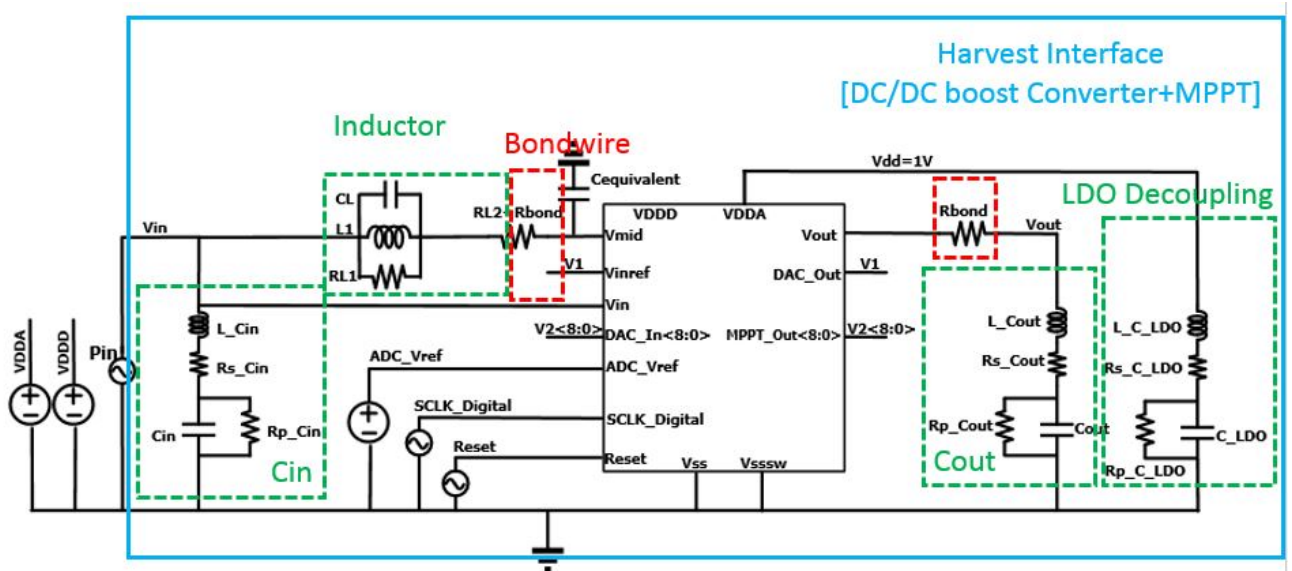 Harvest Interface
[DC/DC boost Converter+MPPT]
Inductor
Bondwire
Vdd=1V
LDO Decoupling
CL
Cequivalent
RL2
Rbond
VDDD
VDDA
Rbond
Vin
L1
Vmid
Vout
Vout
RL1
V1
Vinref
DAC_Out
V1
Vin
L_Cin
V2<8:0>
DAC_In<8:0>
MPPT_Out<8:0>
V2<8:0>
L_Cout
L_C_LDO
VDDA
VDDD
Pin
Rs_Cin
ADC_Vref
ADC_Vref
Rs_Cout
Rs_C_LDO
SCLK_Digital
SCLK_Digital
Cin
Rp_Cin
Rp_Cout
Cout
C_LDO
Reset
Reset
Vss
Vsssw
Cin
Cout
Rp_C_LDO